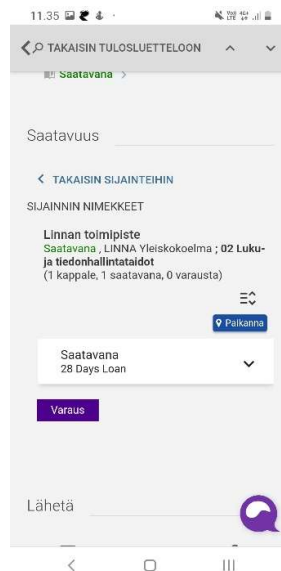 11.35
TAKAISIN TULOSLUETTELOON
Saatavana
Saatavuus
TAKAISIN SIJAINTEIHIN
SIJAINNIN NIMEKKEET
Linnan toimipiste
Saatavana , LINNA Yleiskokoelma ; 02 Luku-
ja tiedonhallintataidot
(1 kappale, 1 saatavana, 0 varausta)
Paikanna
Saatavana
28 Days Loan
Varaus
Lähetä